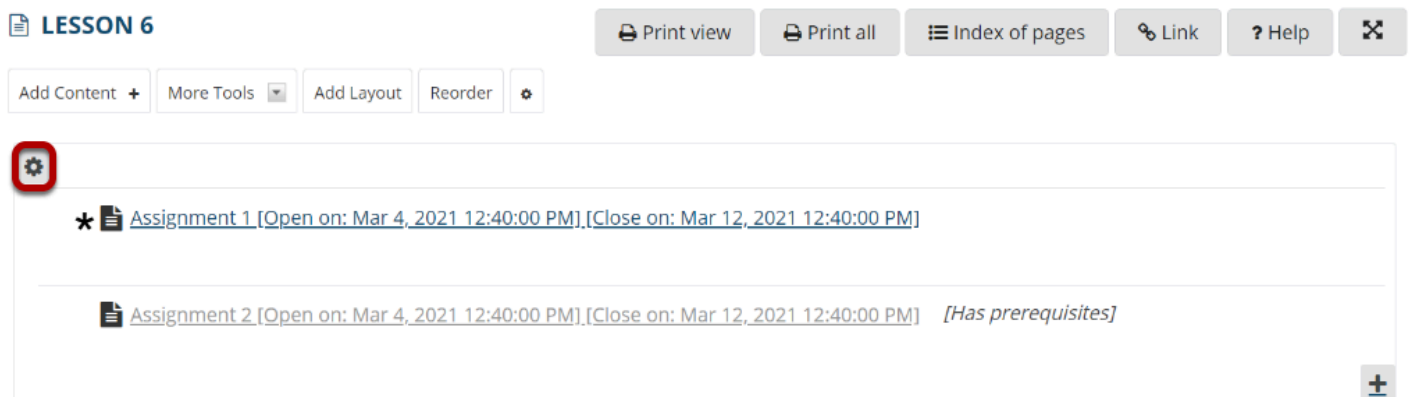 LESSON 6
Print view
Print all
Index of pages
Link
? Help
Add Content +
More Tools
Add Layout
Reorder
* Assignment 1 [Open on: Mar 4, 2021 12:40:00 PM] [Close on: Mar 12, 2021 12:40:00 PM]
Assignment 2 [Open on: Mar 4, 2021 12:40:00 PM] [Close on: Mar 12, 2021 12:40:00 PM] [Has prerequisites]
+